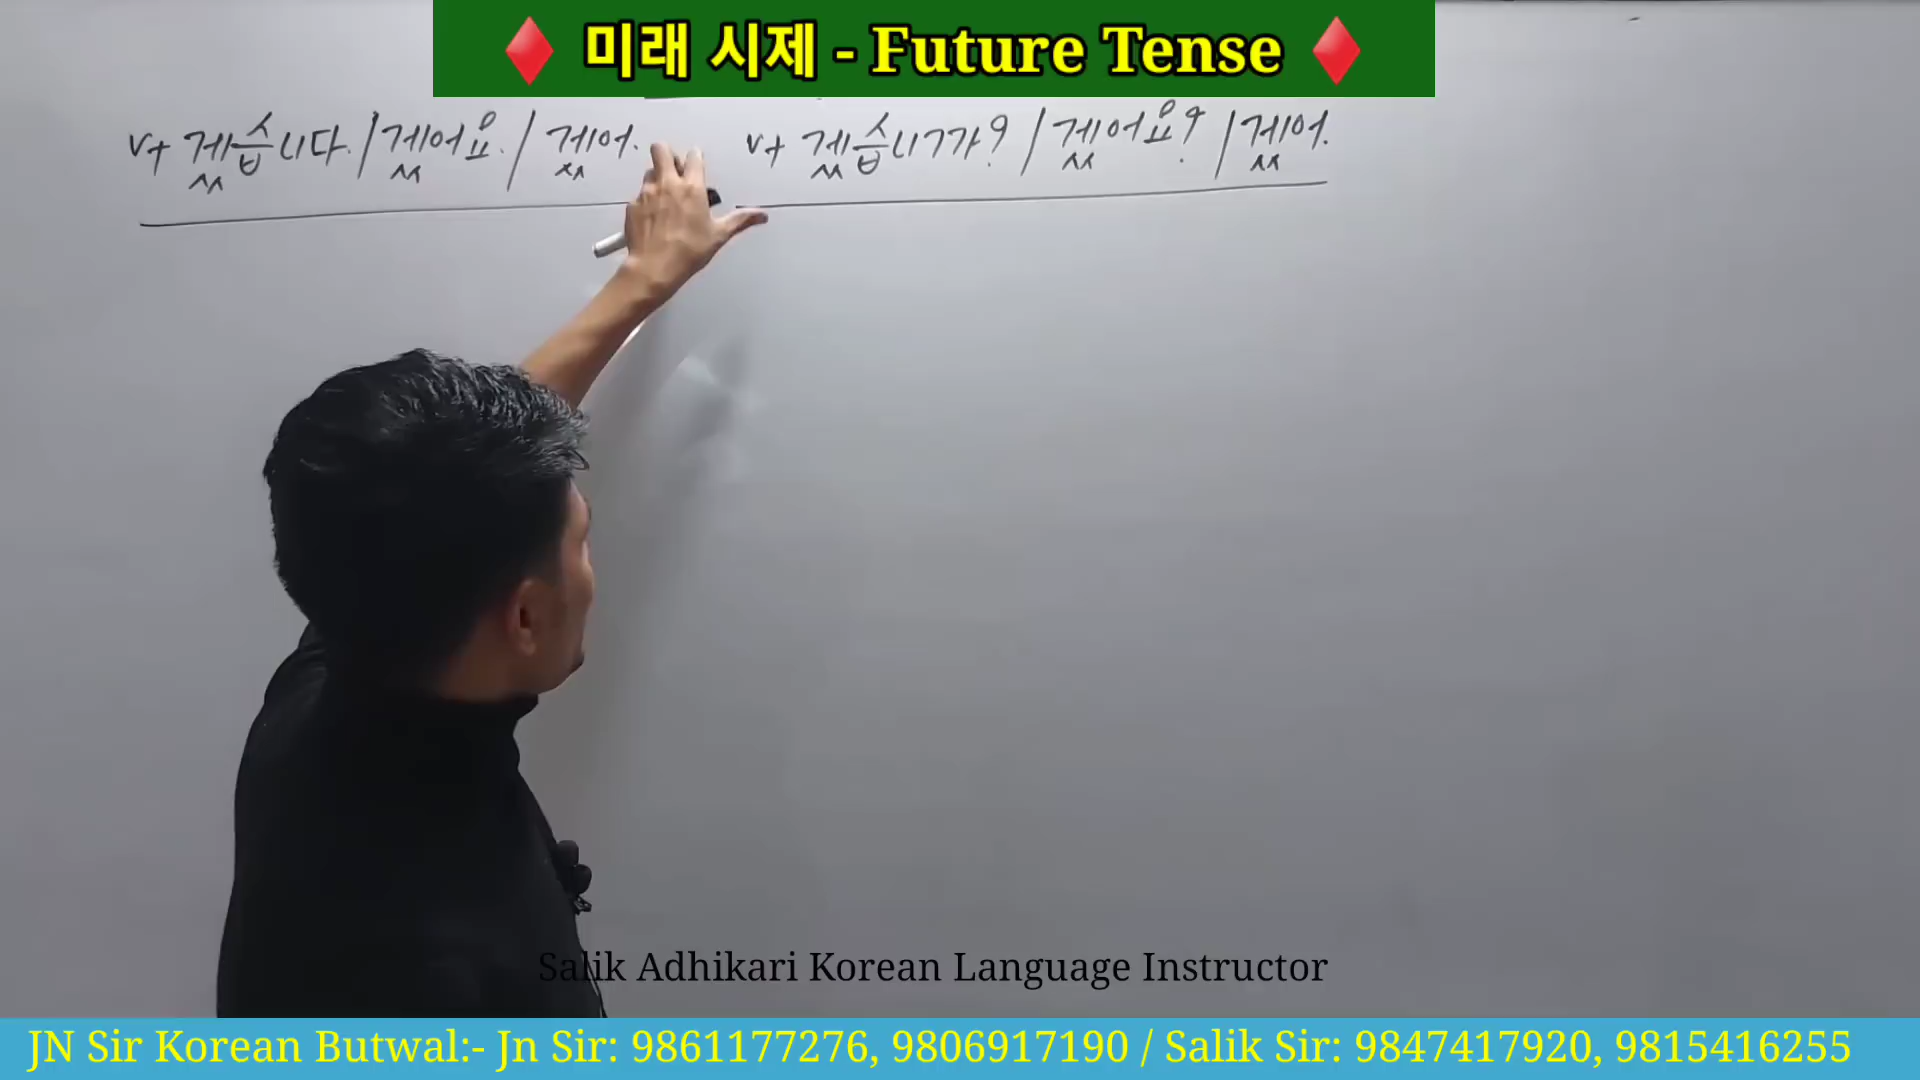 ♦ 미래 시제 - Future Tense ♦
V+ 겠습니다. / 겠어요. / 겠어. V+ 겠습니까? / 겠어요? / 겠어.
Salik Adhikari Korean Language Instructor
JN Sir Korean Butwal:- Jn Sir: 9861177276, 9806917190 / Salik Sir: 9847417920, 9815416255